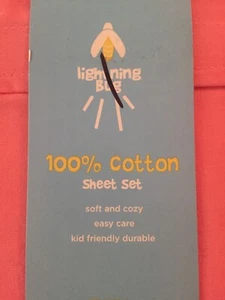 lightning
Bug
100% cotton
Sheet Set
soft and cozy
easy care
kid friendly durable